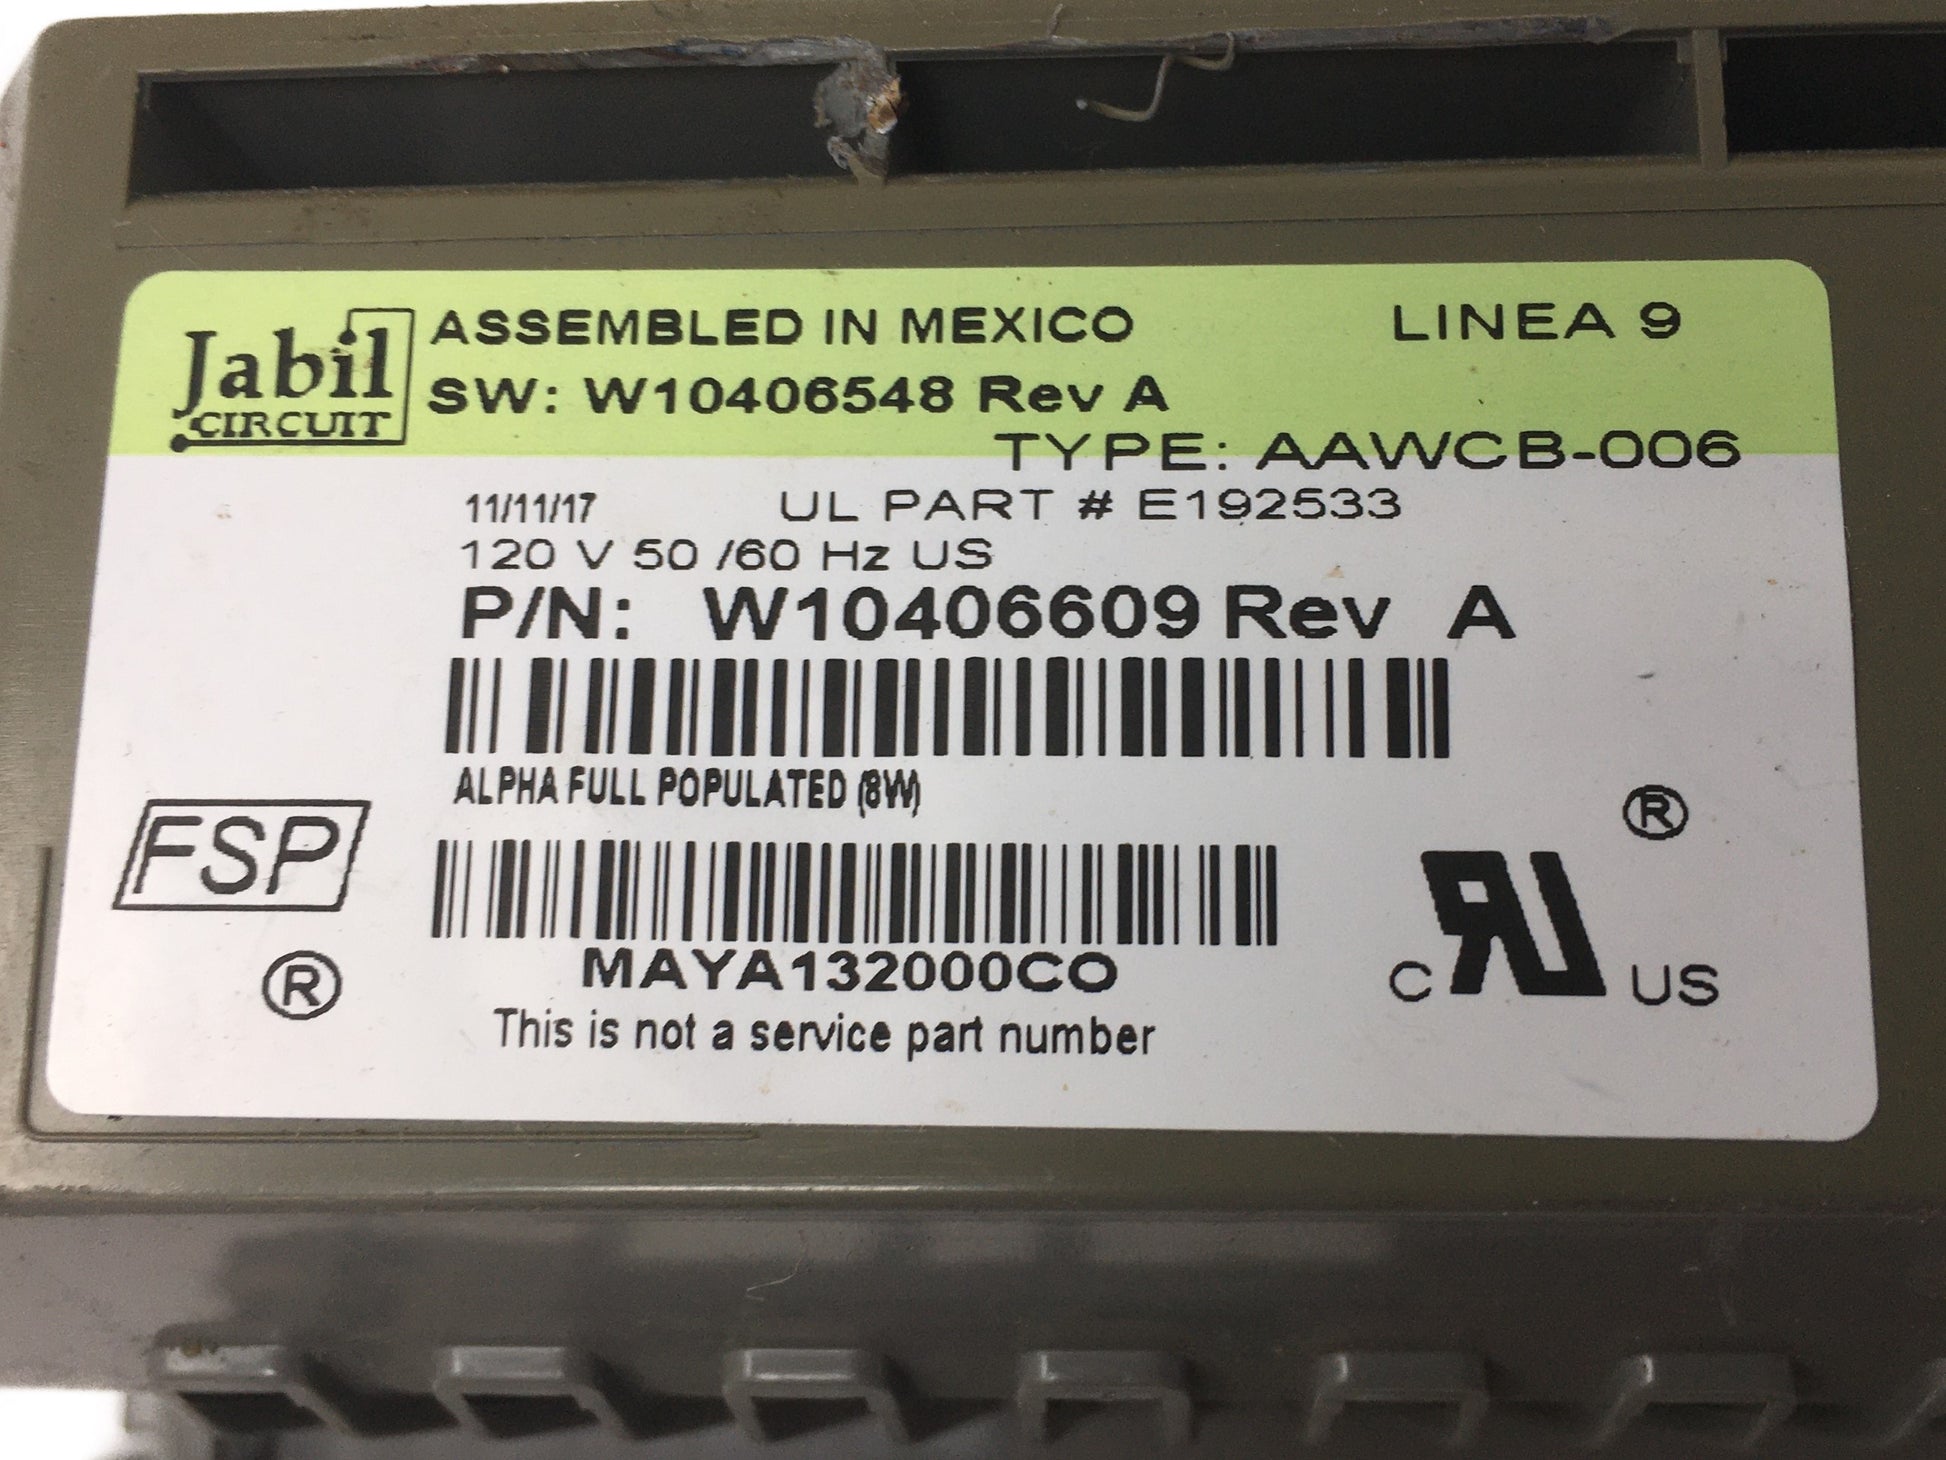 Jabil
CIRCUIT
ASSEMBLED IN MEXICO
LINEA 9
SW: W10406548 Rev A
TYPE: AAWCB-006
11/11/17
UL PART # E192533
120 V 50 /60 Hz US
P/N: W10406609 Rev A
ALPHA FULL POPULATED (8W)
FSP
®
MAYA132000CO
This is not a service part number
®
C RU US